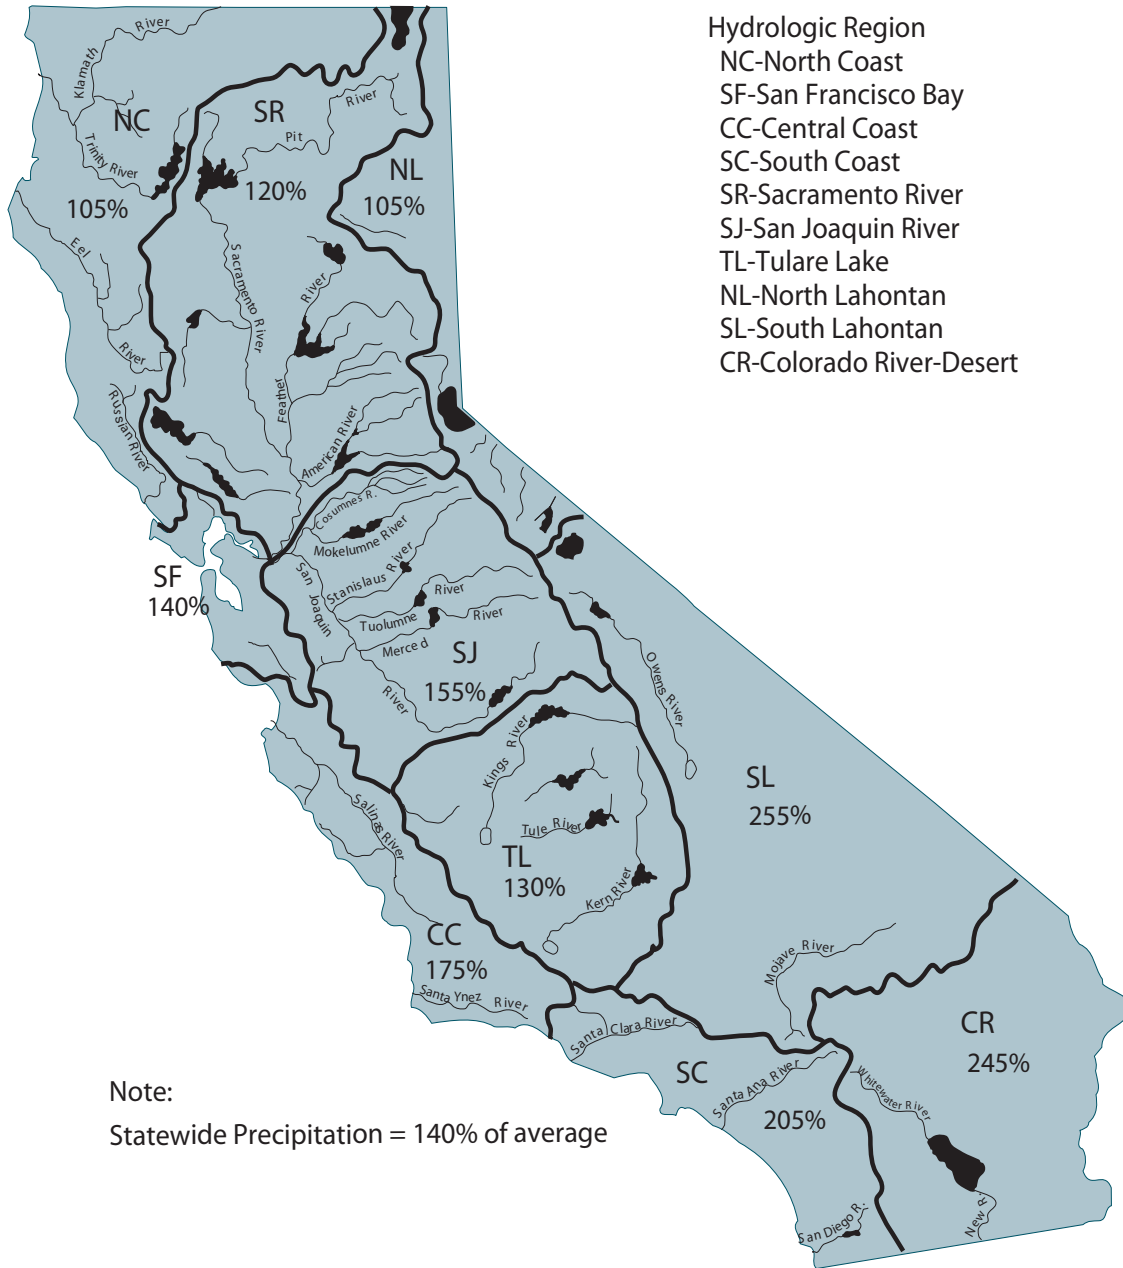 Hydrologic Region
NC-North Coast
SF-San Francisco Bay
CC-Central Coast
SC-South Coast
SR-Sacramento River
SJ-San Joaquin River
TL-Tulare Lake
NL-North Lahontan
SL-South Lahontan
CR-Colorado River-Desert
Klamath River
NC
Trinity River
105%
SR
Pit River
120%
NL
105%
Eel River
Sacramento River
Feather River
Russian River
American River
Cosumnes R.
Mokelumne River
SF
140%
San Joaquin River
Stanislaus River
Tuolumne River
Merced River
SJ
155%
Owens River
Kings River
SL
255%
Salinas River
Tule River
TL
130%
Kern River
CC
175%
Mojave River
Santa Ynez River
Santa Clara River
CR
245%
SC
Santa Ana River
Whitewater River
205%
Note:
Statewide Precipitation = 140% of average
San Diego R.
New R.